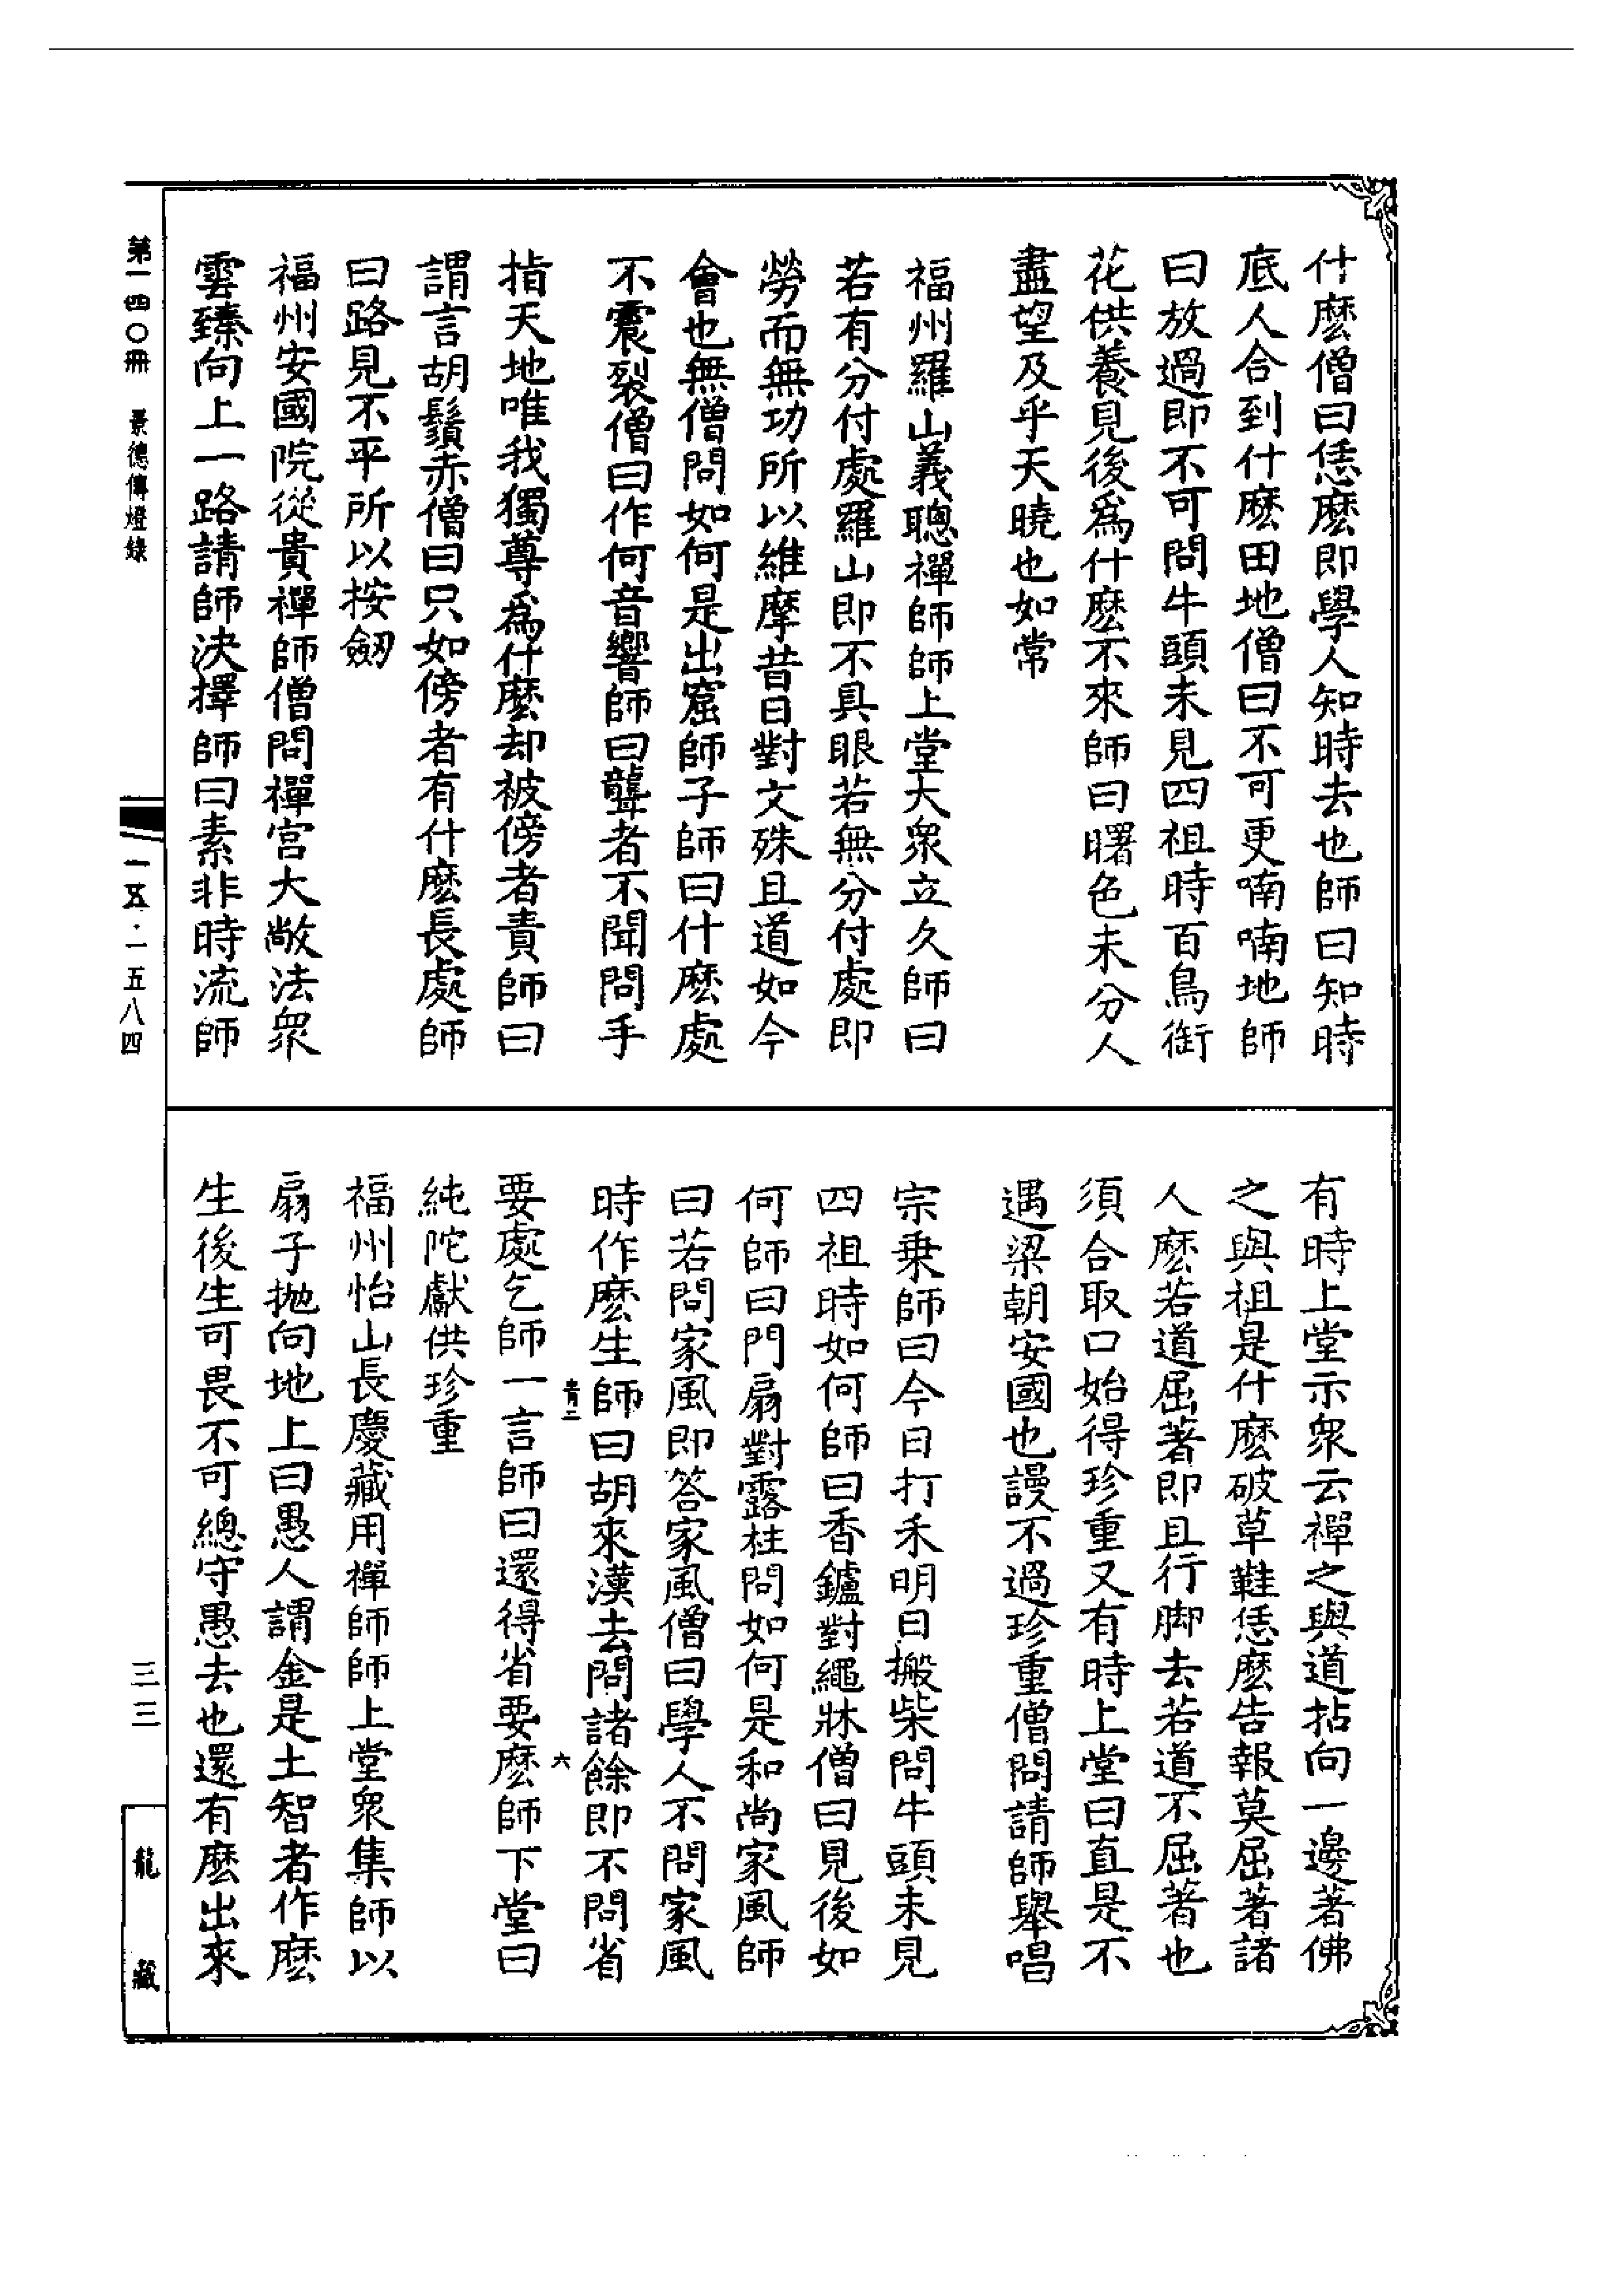 什麽僧曰恁麽即學人知時去也師曰知時
底人合到什麽田地僧曰不可更喃喃地師
曰放過即不可問牛頭未見四祖時百鳥銜
花供養見後爲什麽不來師曰曙色未分人
盡望及乎天曉也如常
福州羅山義聰禪師師上堂大衆立久師曰
若有分付處羅山即不具眼若無分付處即
勞而無功所以維摩昔日對文殊且道如今
會也無僧問如何是出窟師子師曰什麽處
不震裂僧曰作何音響師曰聾者不聞問手
指天地唯我獨尊爲什麽却被傍者責師曰
謂言胡鬚赤僧曰只如傍者有什麽長處師
曰路見不平所以按劒
福州安國院從貴禪師僧問禪宮大敞法衆
雲臻向上一路請師決擇師曰素非時流師
有時上堂示衆云禪之與道拈向一邊著佛
之與祖是什麽破草鞋恁麽告報莫屈著諸
人麽若道屈著即且行脚去若道不屈著也
須合取口始得珍重又有時上堂曰直是不
遇梁朝安國也謾不過珍重僧問請師舉唱
宗乗師曰今日打禾明日搬柴問牛頭未見
四祖時如何師曰香鑪對繩牀僧曰見後如
何師曰門扇對露柱問如何是和尚家風師
曰若問家風即答家風僧曰學人不問家風
時作麽生師曰胡來漢去問諸餘即不問省
青二
六
要處乞師一言師曰還得省要麽師下堂曰
純陀獻供珍重
福州怡山長慶藏用禪師師上堂衆集師以
扇子拋向地上曰愚人謂金是土智者作麽
生後生可畏不可總守愚去也還有麽出來
第一四〇冊　景德傳燈錄
一五·一五八四
三三
龍藏